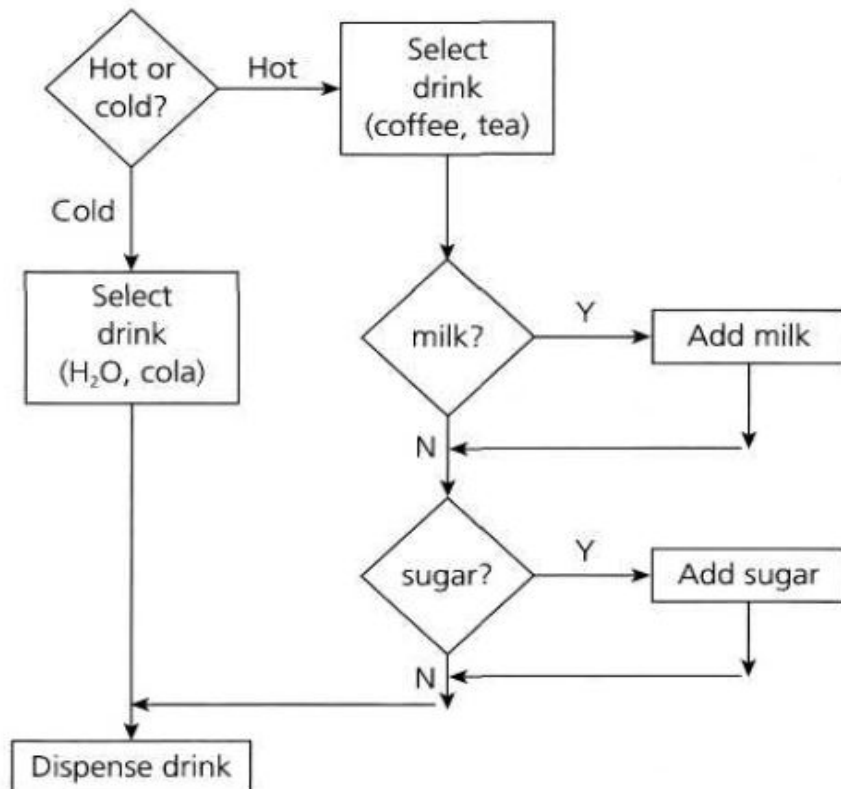 Hot or
cold?
Hot
Select
drink
(coffee, tea)
Cold
Select
drink
(H₂O, cola)
milk?
Y
Add milk
N
sugar?
Y
Add sugar
N
Dispense drink